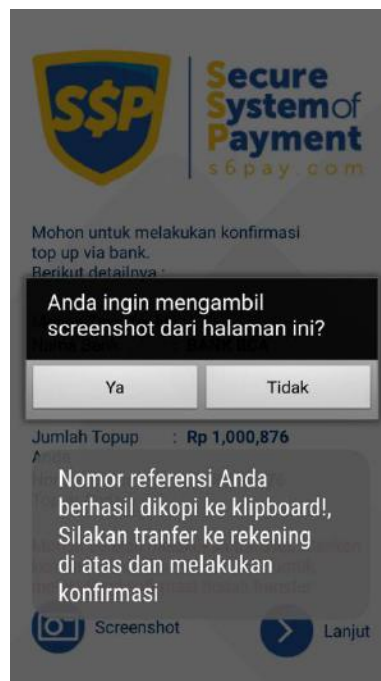 S$P
Secure
System of
Payment
s6pay.com
Mohon untuk melakukan konfirmasi
top up via bank.
Berikut detailnya :
Anda ingin mengambil
screenshot dari halaman ini?
Nama Bank : BANK BCA
Ya Tidak
Jumlah Topup : Rp 1,000,876
Anda
Nomor referensi Anda
berhasil dikopi ke klipboard!,
Silakan tranfer ke rekening
di atas dan melakukan
konfirmasi
Screenshot Lanjut